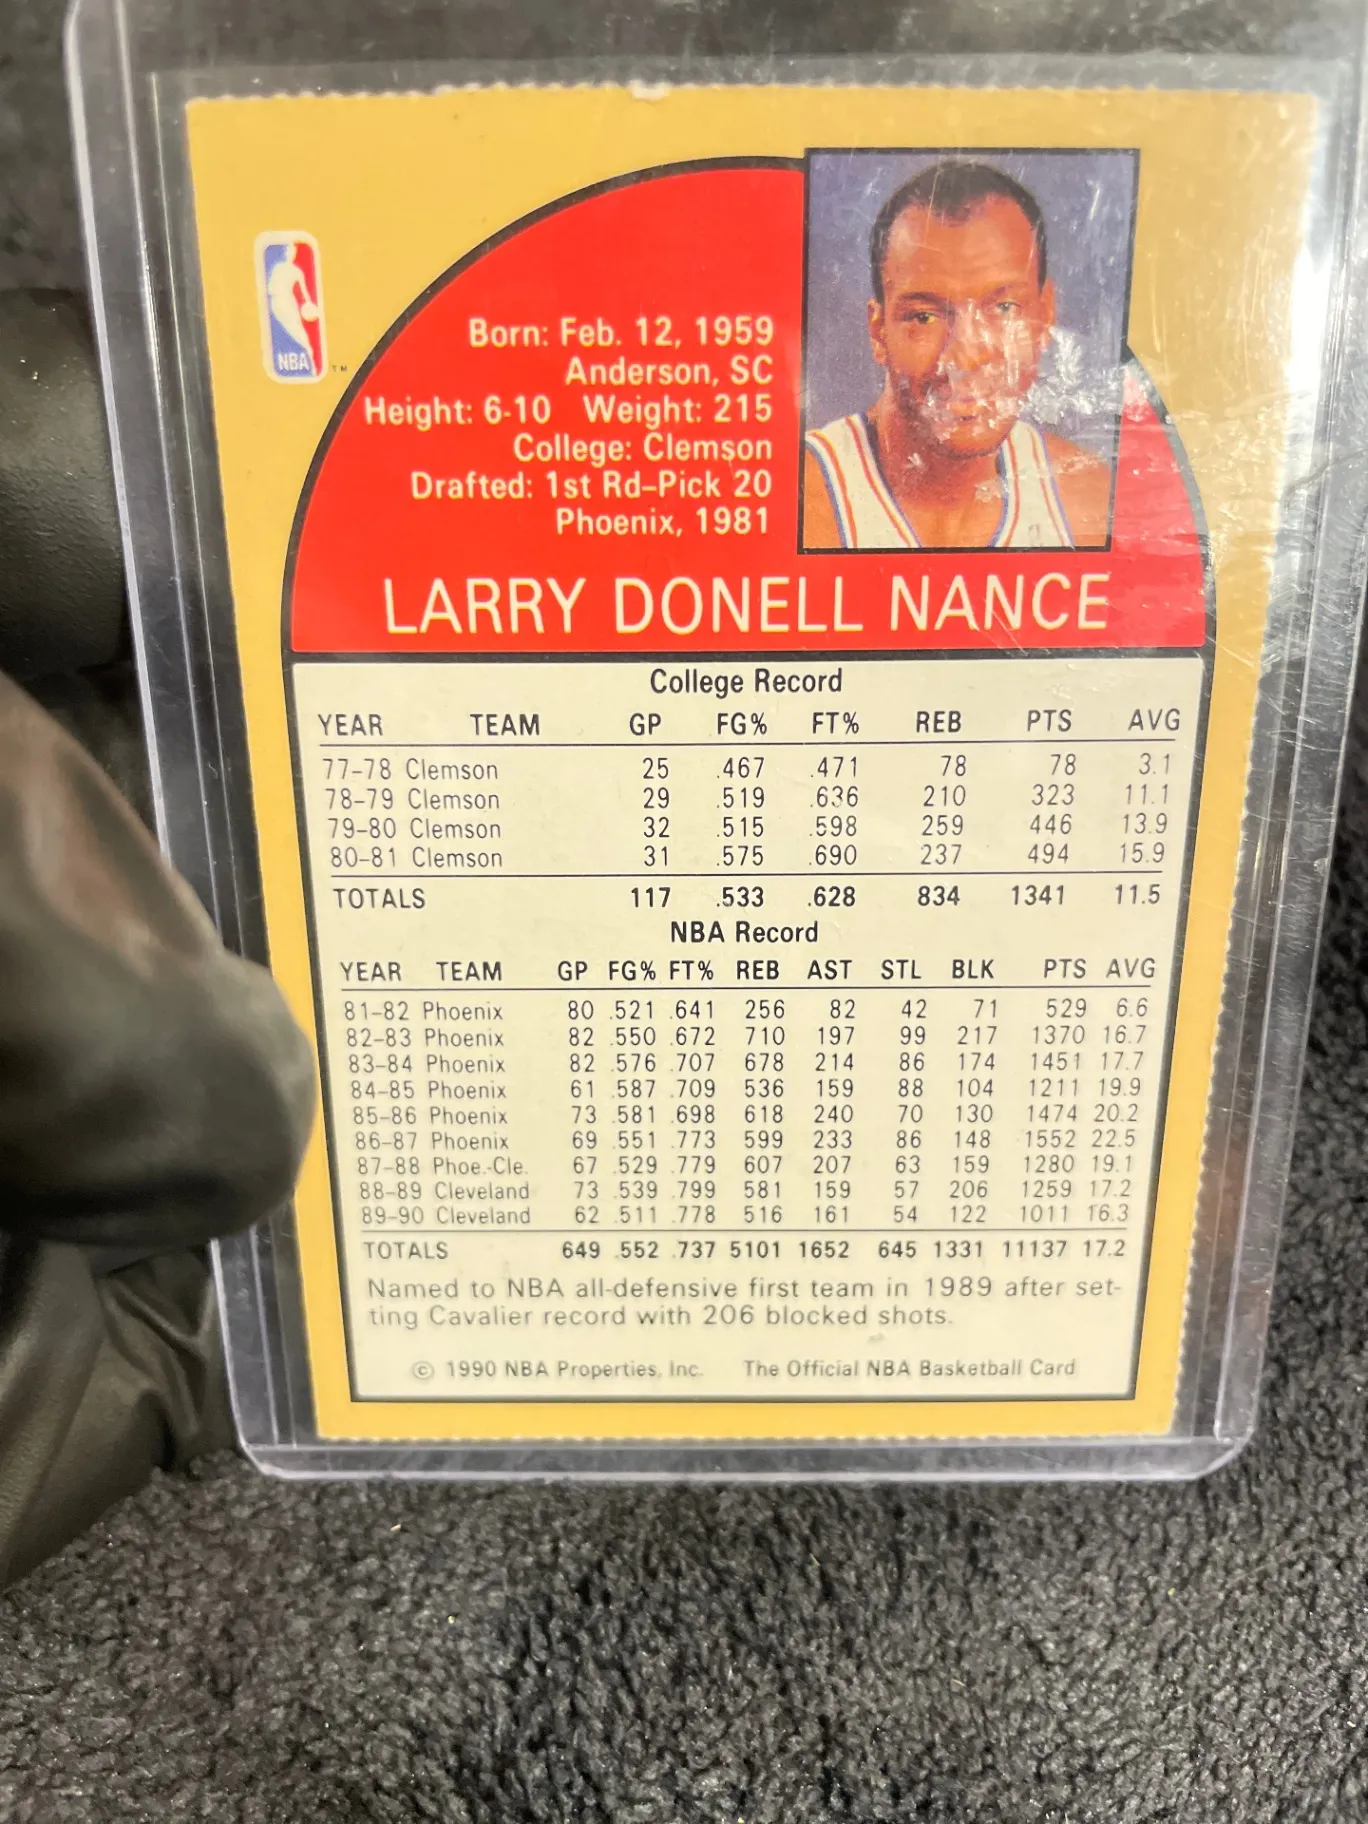 NBA
TM
Born: Feb. 12, 1959
Anderson, SC
Height: 6-10 Weight: 215
College: Clemson
Drafted: 1st Rd–Pick 20
Phoenix, 1981
LARRY DONELL NANCE
College Record
YEAR TEAM GP FG% FT% REB PTS AVG
77–78 Clemson 25 .467 .471 78 78 3.1
78–79 Clemson 29 .519 .636 210 323 11.1
79–80 Clemson 32 .515 .598 259 446 13.9
80–81 Clemson 31 .575 .690 237 494 15.9
TOTALS 117 .533 .628 834 1341 11.5
NBA Record
YEAR TEAM GP FG% FT% REB AST STL BLK PTS AVG
81–82 Phoenix 80 .521 .641 256 82 42 71 529 6.6
82–83 Phoenix 82 .550 .672 710 197 99 217 1370 16.7
83–84 Phoenix 82 .576 .707 678 214 86 174 1451 17.7
84–85 Phoenix 61 .587 .709 536 159 88 104 1211 19.9
85–86 Phoenix 73 .581 .698 618 240 70 130 1474 20.2
86–87 Phoenix 69 .551 .773 599 233 86 148 1552 22.5
87–88 Phoe.-Cle. 67 .529 .779 607 207 63 159 1280 19.1
88–89 Cleveland 73 .539 .799 581 159 57 206 1259 17.2
89–90 Cleveland 62 .511 .778 516 161 54 122 1011 16.3
TOTALS 649 .552 .737 5101 1652 645 1331 11137 17.2
Named to NBA all-defensive first team in 1989 after set-
ting Cavalier record with 206 blocked shots.
© 1990 NBA Properties, Inc. The Official NBA Basketball Card